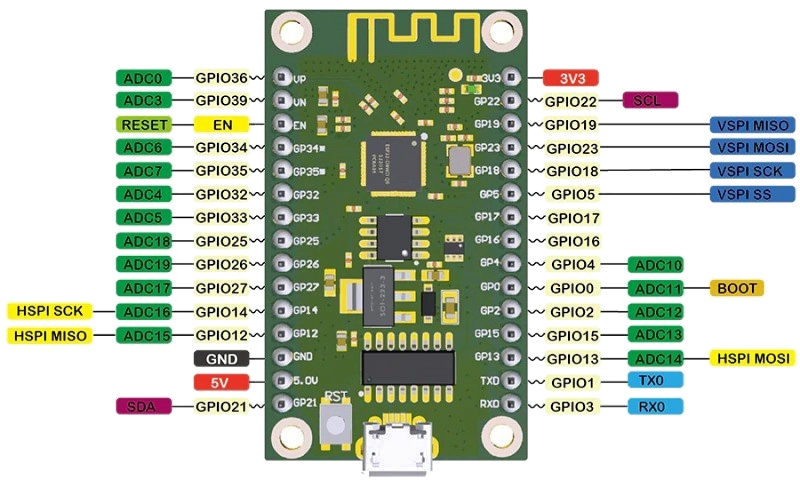 ADC0 GPIO36 VP 3V3 3V3
ADC3 GPIO39 VN GP22 GPIO22 SCL
RESET EN EN GP19 GPIO19 VSPI MISO
ADC6 GPIO34 GP34 GP23 GPIO23 VSPI MOSI
ADC7 GPIO35 GP35 GP18 GPIO18 VSPI SCK
ADC4 GPIO32 GP32 GP5 GPIO5 VSPI SS
ADC5 GPIO33 GP33 GP17 GPIO17
ADC18 GPIO25 GP25 GP16 GPIO16
ADC19 GPIO26 GP26 GP4 GPIO4 ADC10
ADC17 GPIO27 GP27 GP0 GPIO0 ADC11 BOOT
HSPI SCK ADC16 GPIO14 GP14 GP2 GPIO2 ADC12
HSPI MISO ADC15 GPIO12 GP12 GP15 GPIO15 ADC13
GND GND GP13 GPIO13 ADC14 HSPI MOSI
5V 5.0V TXD GPIO1 TX0
SDA GPIO21 GP21 RST RXD GPIO3 RX0